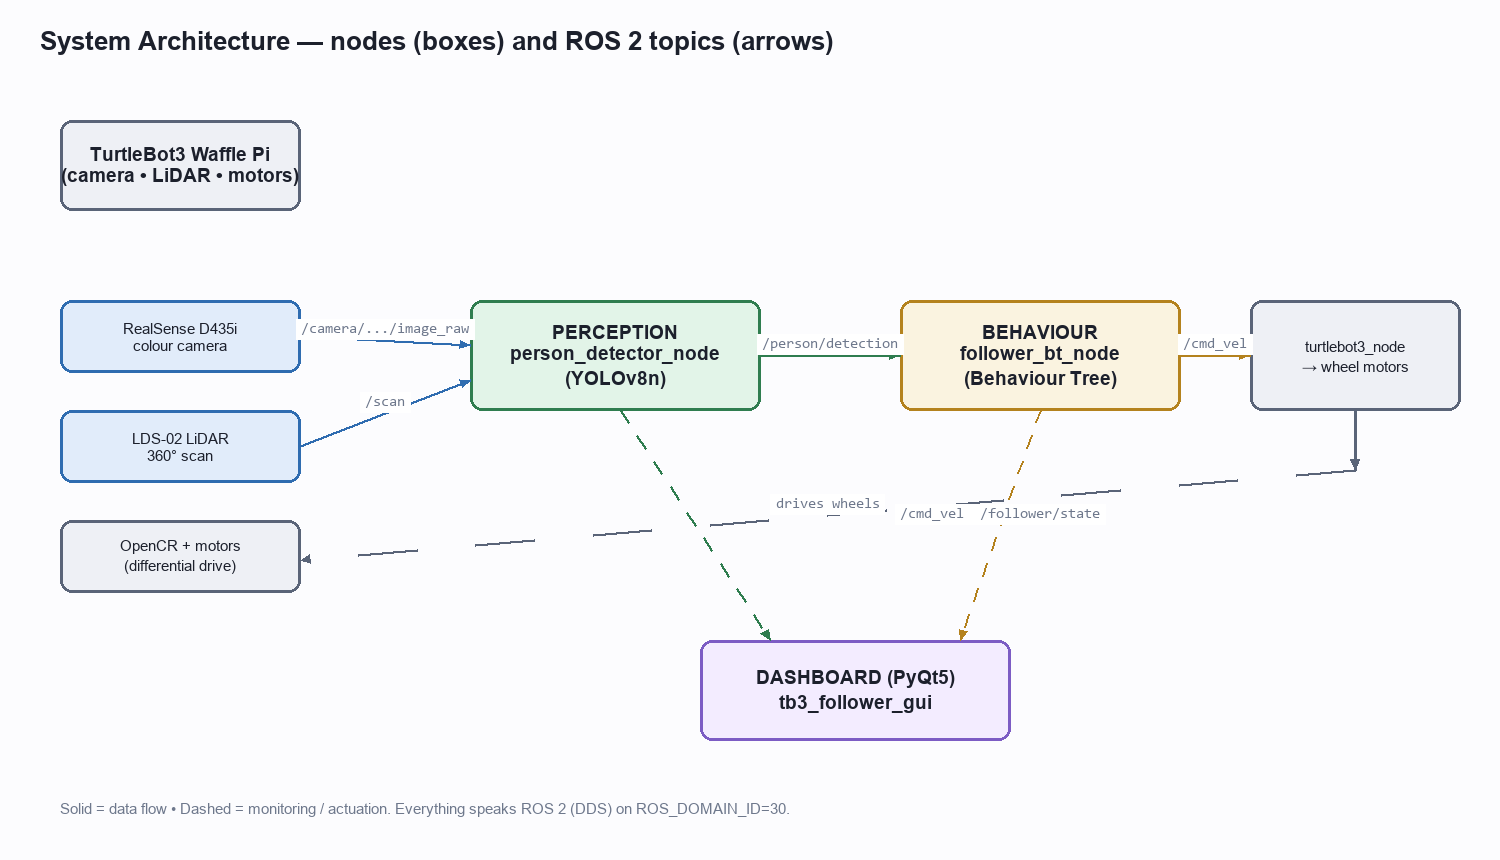 System Architecture — nodes (boxes) and ROS 2 topics (arrows)
TurtleBot3 Waffle Pi
(camera • LiDAR • motors)
RealSense D435i
colour camera
/camera/.../image_raw
PERCEPTION
person_detector_node
(YOLOv8n)
/person/detection
BEHAVIOUR
follower_bt_node
(Behaviour Tree)
/cmd_vel
turtlebot3_node
→ wheel motors
/scan
LDS-02 LiDAR
360° scan
drives wheels
/cmd_vel  /follower/state
OpenCR + motors
(differential drive)
DASHBOARD (PyQt5)
tb3_follower_gui
Solid = data flow • Dashed = monitoring / actuation. Everything speaks ROS 2 (DDS) on ROS_DOMAIN_ID=30.